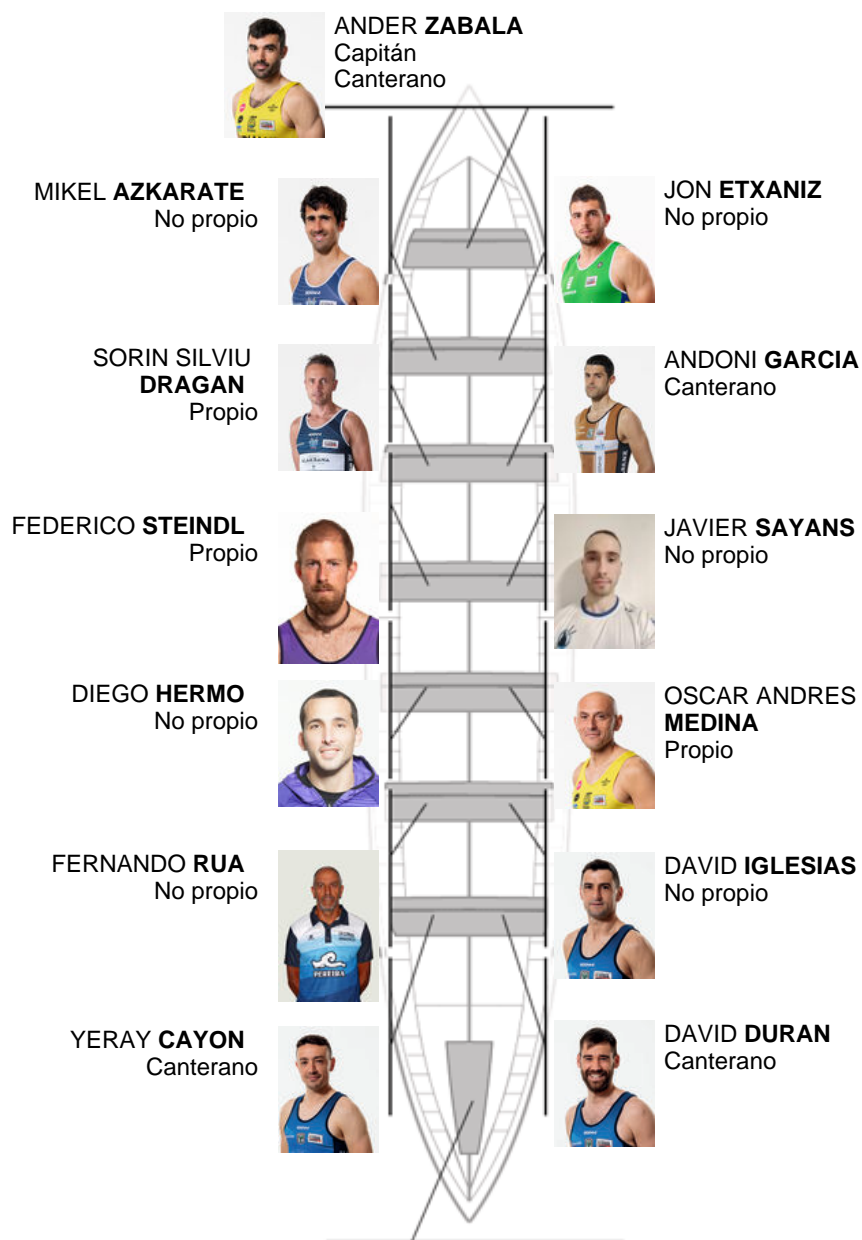 ANDER ZABALA
Capitán
Canterano
MIKEL AZKARATE
No propio
JON ETXANIZ
No propio
SORIN SILVIU
DRAGAN
Propio
ANDONI GARCIA
Canterano
FEDERICO STEINDL
Propio
JAVIER SAYANS
No propio
DIEGO HERMO
No propio
OSCAR ANDRES
MEDINA
Propio
FERNANDO RUA
No propio
PEREIRA
DAVID IGLESIAS
No propio
YERAY CAYON
Canterano
DAVID DURAN
Canterano